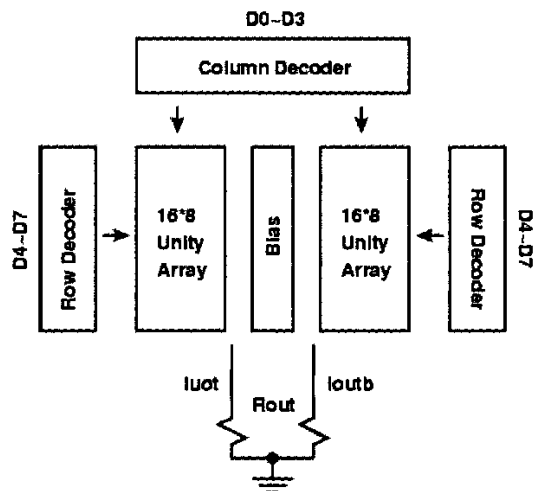 D0~D3
Column Decoder
D4~D7
Row Decoder
16*8
Unity
Array
Bias
16*8
Unity
Array
Row Decoder
D4~D7
Iuot
Rout
Ioutb